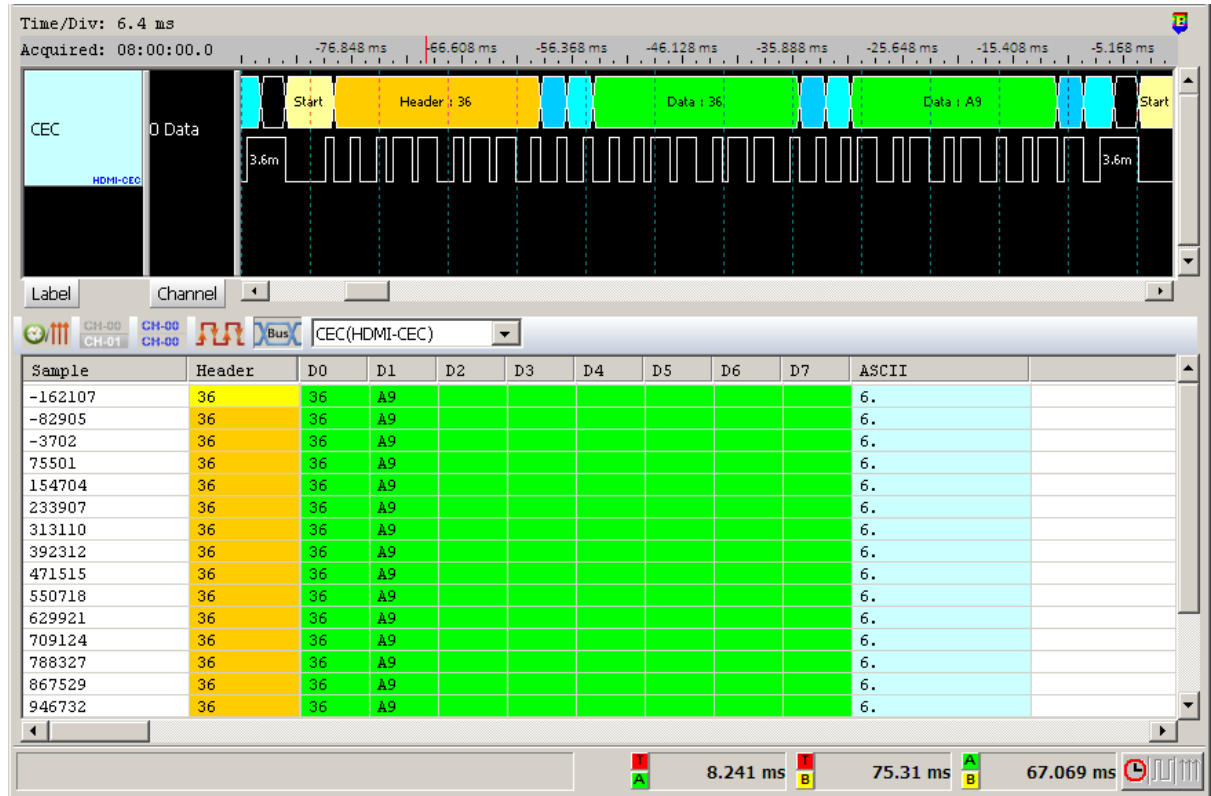 Time/Div: 6.4 ms
Acquired: 08:00:00.0 -76.848 ms -66.608 ms -56.368 ms -46.128 ms -35.888 ms -25.648 ms -15.408 ms -5.168 ms
CEC 0 Data Start Header : 36 Data : 36 Data : A9 Start
3.6m 3.6m
HDMI-CEC
Label Channel
CH-00 CH-01 CH-00 CH-00 Bus CEC(HDMI-CEC)
Sample Header D0 D1 D2 D3 D4 D5 D6 D7 ASCII
-162107 36 36 A9 6.
-82905 36 36 A9 6.
-3702 36 36 A9 6.
75501 36 36 A9 6.
154704 36 36 A9 6.
233907 36 36 A9 6.
313110 36 36 A9 6.
392312 36 36 A9 6.
471515 36 36 A9 6.
550718 36 36 A9 6.
629921 36 36 A9 6.
709124 36 36 A9 6.
788327 36 36 A9 6.
867529 36 36 A9 6.
946732 36 36 A9 6.
T A 8.241 ms T B 75.31 ms A B 67.069 ms